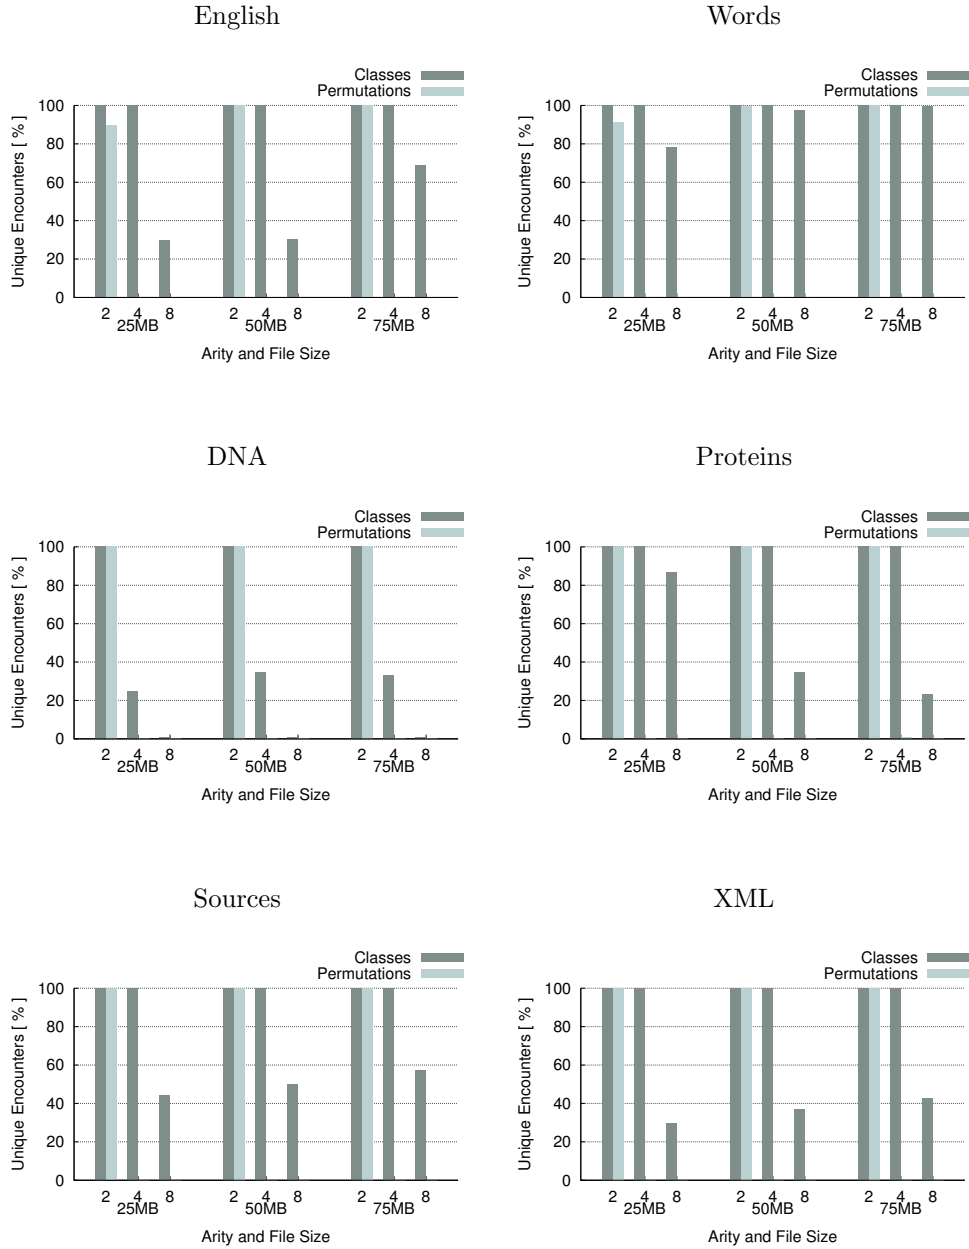 English
Classes
Permutations
Unique Encounters [ % ]
100
80
60
40
20
0
2 4 8 2 4 8 2 4 8
25MB 50MB 75MB
Arity and File Size
Words
Classes
Permutations
Unique Encounters [ % ]
100
80
60
40
20
0
2 4 8 2 4 8 2 4 8
25MB 50MB 75MB
Arity and File Size
DNA
Classes
Permutations
Unique Encounters [ % ]
100
80
60
40
20
0
2 4 8 2 4 8 2 4 8
25MB 50MB 75MB
Arity and File Size
Proteins
Classes
Permutations
Unique Encounters [ % ]
100
80
60
40
20
0
2 4 8 2 4 8 2 4 8
25MB 50MB 75MB
Arity and File Size
Sources
Classes
Permutations
Unique Encounters [ % ]
100
80
60
40
20
0
2 4 8 2 4 8 2 4 8
25MB 50MB 75MB
Arity and File Size
XML
Classes
Permutations
Unique Encounters [ % ]
100
80
60
40
20
0
2 4 8 2 4 8 2 4 8
25MB 50MB 75MB
Arity and File Size